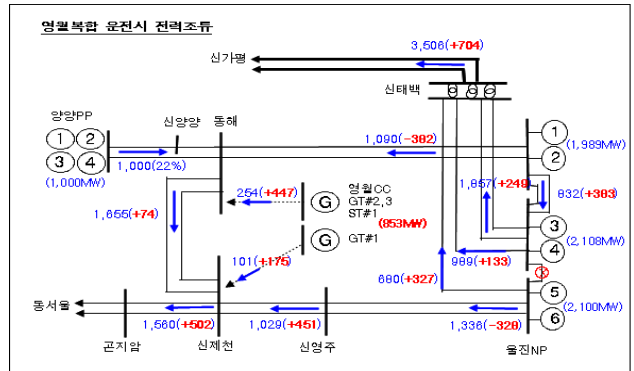 영월복합 운전시 전력조류
3,506(+704)
신가평
신태백
양양PP
신양양
동해
1 2
3 4
(1,000MW)
1,000(22%)
1,090(-382)
1
2
(1,989MW)
254(+447)
영월CC
GT#2,3
ST#1
(853MW)
G
1,857(+249)
832(+383)
1,655(+74)
101(+175)
G
GT#1
3
4
(2,108MW)
989(+133)
680(+327)
5
6
(2,100MW)
동서울
1,560(+502)
1,029(+451)
1,336(-328)
곤지암
신제천
신영주
울진NP